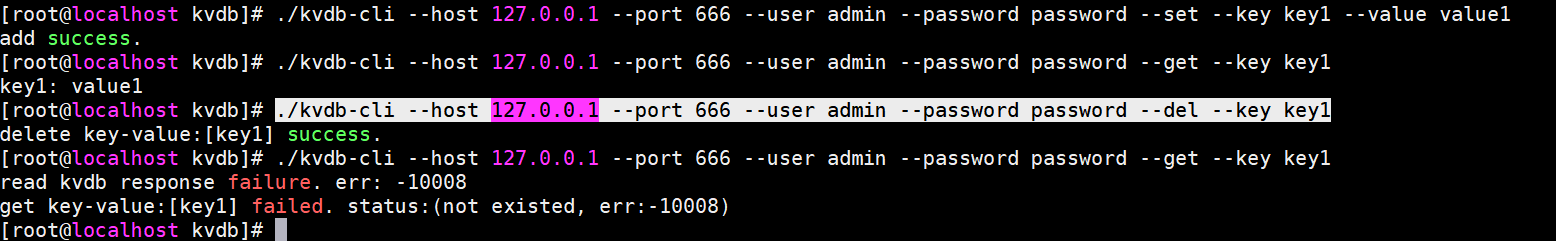 [root@localhost kvdb]# ./kvdb-cli --host 127.0.0.1 --port 666 --user admin --password password --set --key key1 --value value1
add success.
[root@localhost kvdb]# ./kvdb-cli --host 127.0.0.1 --port 666 --user admin --password password --get --key key1
key1: value1
[root@localhost kvdb]# ./kvdb-cli --host 127.0.0.1 --port 666 --user admin --password password --del --key key1
delete key-value:[key1] success.
[root@localhost kvdb]# ./kvdb-cli --host 127.0.0.1 --port 666 --user admin --password password --get --key key1
read kvdb response failure. err: -10008
get key-value:[key1] failed. status:(not existed, err:-10008)
[root@localhost kvdb]#